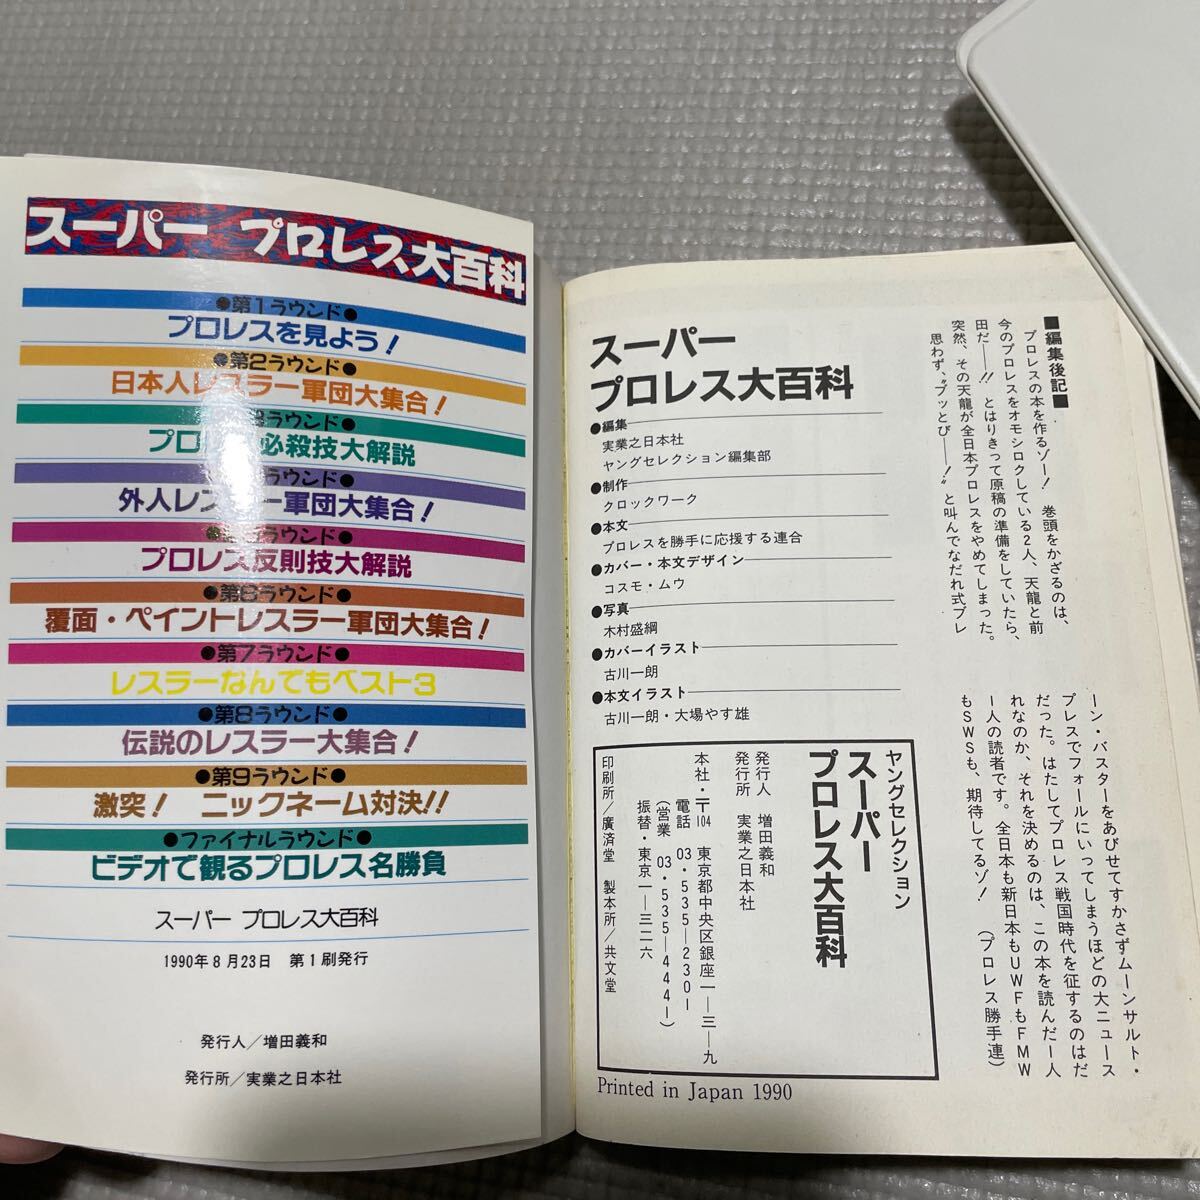 スーパー プロレス大百科
●第1ラウンド●
プロレスを見よう！
●第2ラウンド●
日本人レスラー軍団大集合！
ラウンド●
プロ 必殺技大解説
ラウンド●
外人レスラー軍団大集合！
ラウンド●
プロレス反則技大解説
●第6ラウンド●
覆面・ペイントレスラー軍団大集合！
●第7ラウンド●
レスラーなんでもベスト3
●第8ラウンド●
伝説のレスラー大集合！
●第9ラウンド●
激突！ ニックネーム対決!!
●ファイナルラウンド●
ビデオで観るプロレス名勝負
スーパー プロレス大百科
1990年8月23日 第1刷発行
発行人／増田義和
発行所／実業之日本社
■編集後記■
プロレスの本を作るゾー！ 巻頭をかざるのは、
今のプロレスをオモシロクしている2人、天龍と前
田だ──!! とはりきって原稿の準備をしていたら、
突然、その天龍が全日本プロレスをやめてしまった。
思わず、〝ブッとび──！〟と叫んでなだれ式ブレ
ーン・バスターをあびせてすかさずムーンサルト・
プレスでフォールにいってしまうほどの大ニュース
だった。はたしてプロレス戦国時代を征するのはだ
れなのか、それを決めるのは、この本を読んだ一人
一人の読者です。全日本も新日本もUWFもFMW
もSWSも、期待してるゾ！
（プロレス勝手連）
スーパー
プロレス大百科
●編集
実業之日本社
ヤングセレクション編集部
●制作
クロックワーク
●本文
プロレスを勝手に応援する連合
●カバー・本文デザイン
コスモ・ムウ
●写真
木村盛綱
●カバーイラスト
古川一朗
●本文イラスト
古川一朗・大場やす雄
ヤングセレクション
スーパー
プロレス大百科
発行人 増田義和
発行所 実業之日本社
本社・〒104 東京都中央区銀座一─三─九
電話 03・535─2301
（営業 03・535─4441）
振替・東京一─三二六
印刷所／廣済堂 製本所／共文堂
Printed in Japan 1990